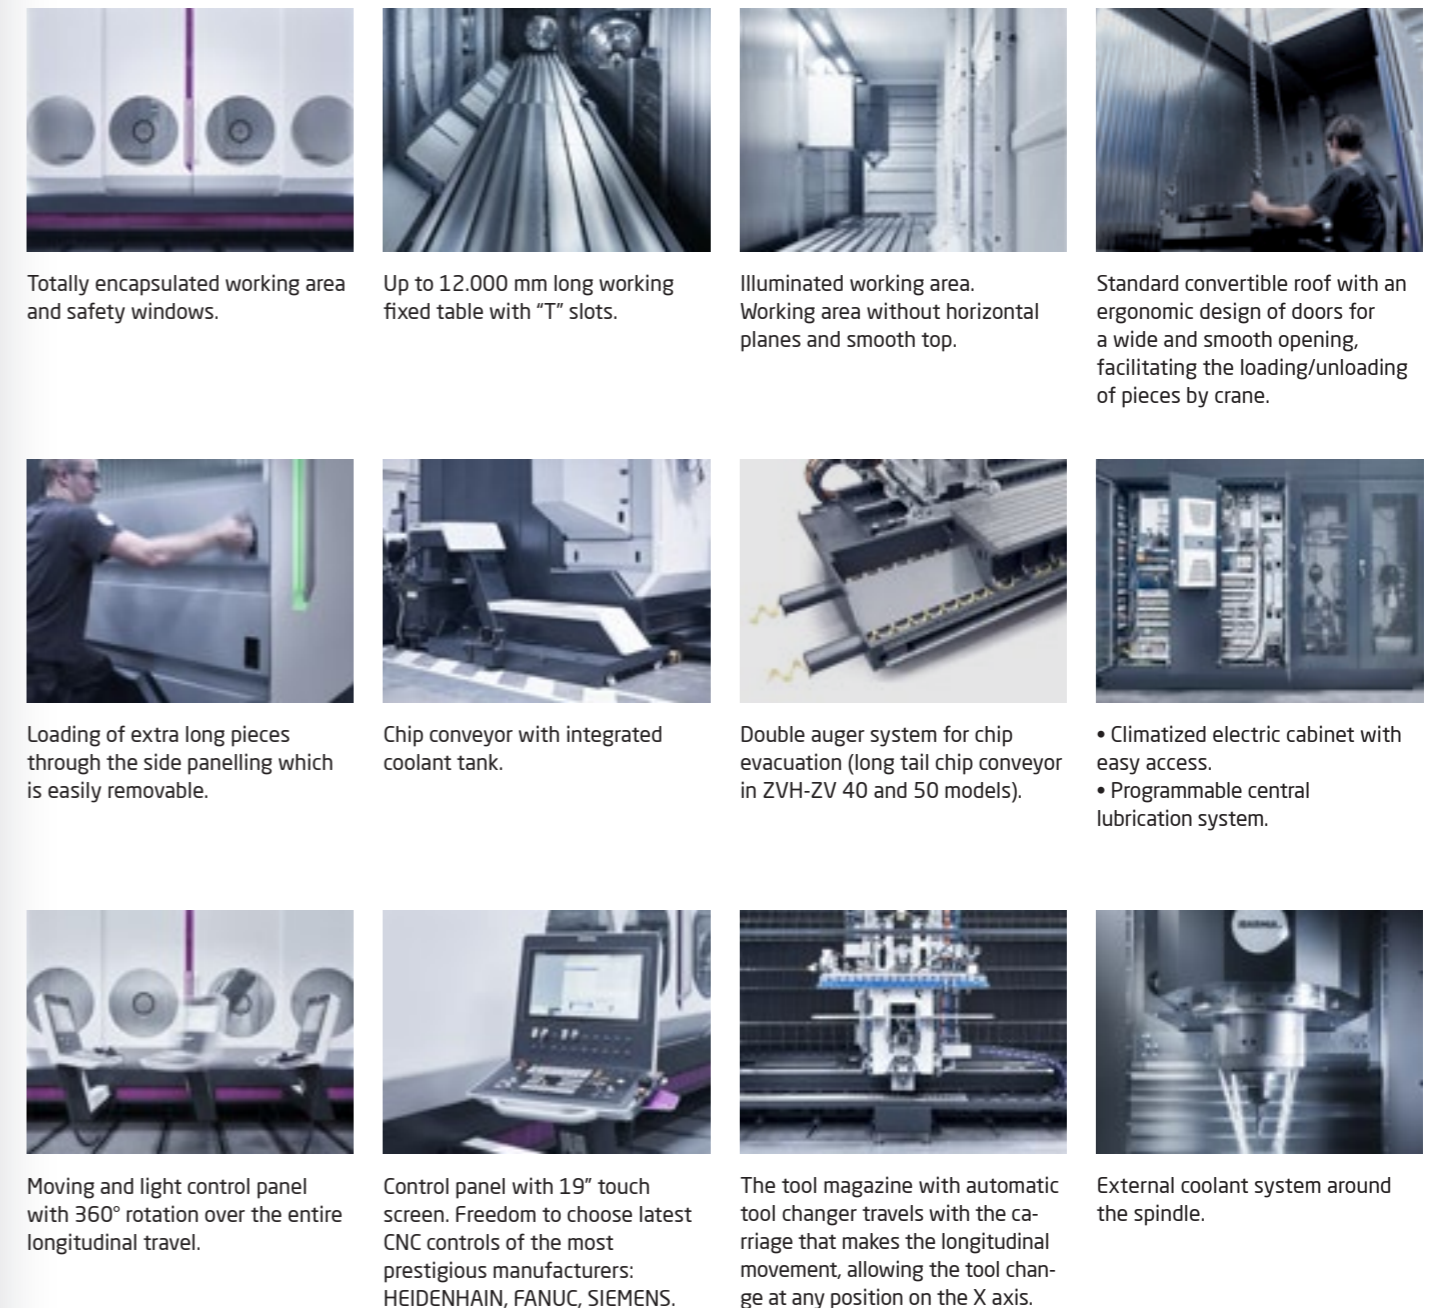 Totally encapsulated working area
and safety windows.
Up to 12.000 mm long working
fixed table with “T” slots.
Illuminated working area.
Working area without horizontal
planes and smooth top.
Standard convertible roof with an
ergonomic design of doors for
a wide and smooth opening,
facilitating the loading/unloading
of pieces by crane.
Loading of extra long pieces
through the side panelling which
is easily removable.
Chip conveyor with integrated
coolant tank.
Double auger system for chip
evacuation (long tail chip conveyor
in ZVH-ZV 40 and 50 models).
• Climatized electric cabinet with
easy access.
• Programmable central
lubrication system.
Moving and light control panel
with 360° rotation over the entire
longitudinal travel.
Control panel with 19” touch
screen. Freedom to choose latest
CNC controls of the most
prestigious manufacturers:
HEIDENHAIN, FANUC, SIEMENS.
The tool magazine with automatic
tool changer travels with the ca-
rriage that makes the longitudinal
movement, allowing the tool chan-
ge at any position on the X axis.
External coolant system around
the spindle.